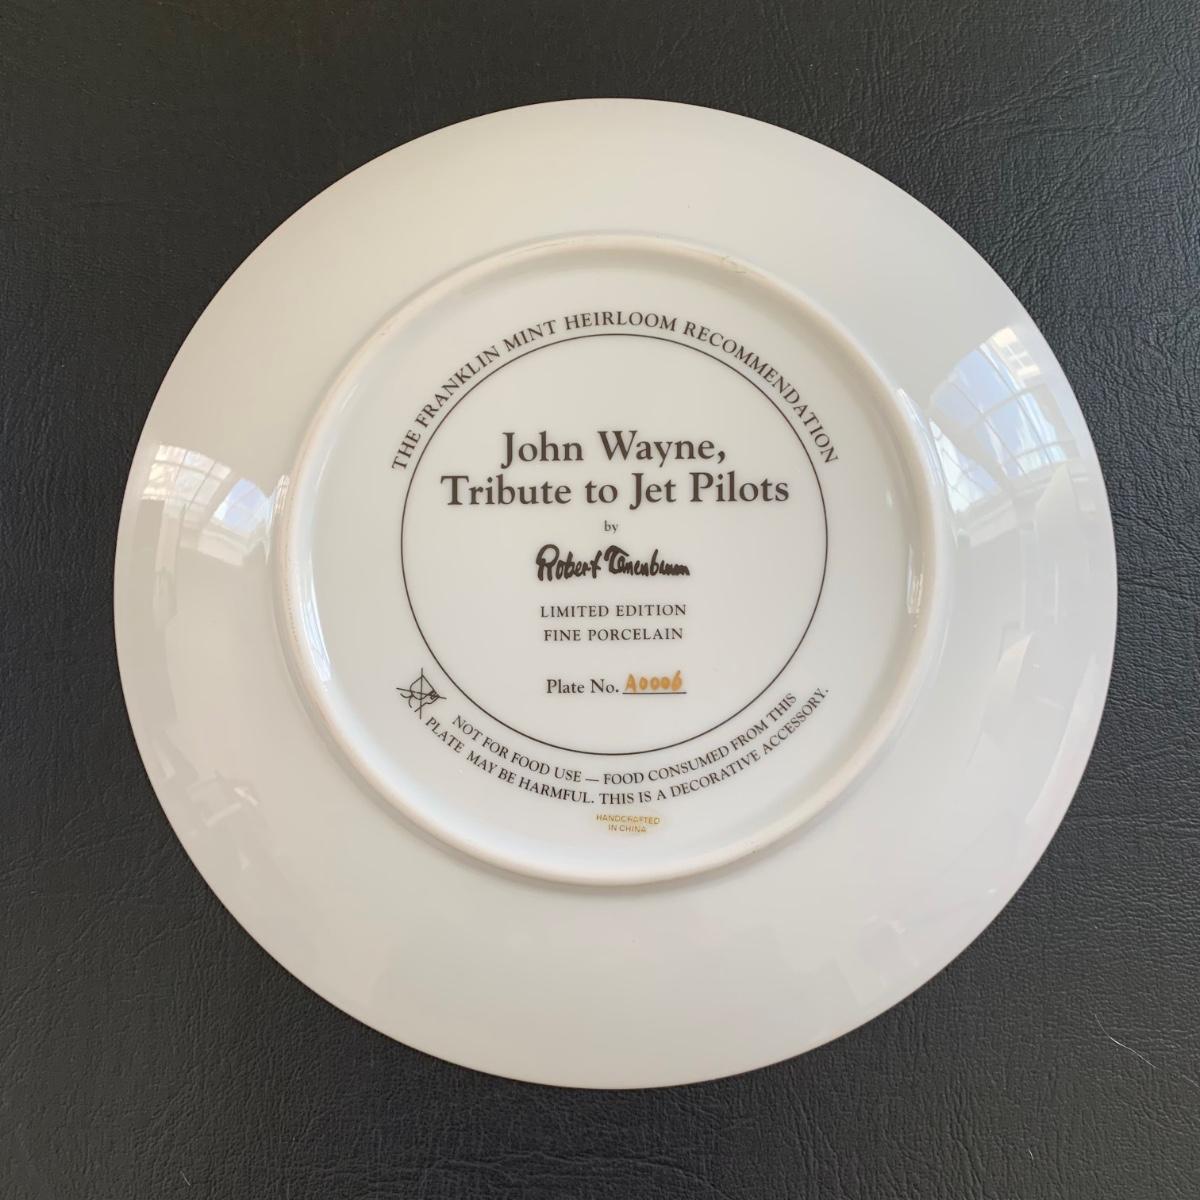 THE FRANKLIN MINT HEIRLOOM RECOMMENDATION
John Wayne,
Tribute to Jet Pilots
by
Robert Tanenbaum
LIMITED EDITION
FINE PORCELAIN
Plate No. A0006
NOT FOR FOOD USE — FOOD CONSUMED FROM THIS
PLATE MAY BE HARMFUL. THIS IS A DECORATIVE ACCESSORY.
HANDCRAFTED
IN CHINA